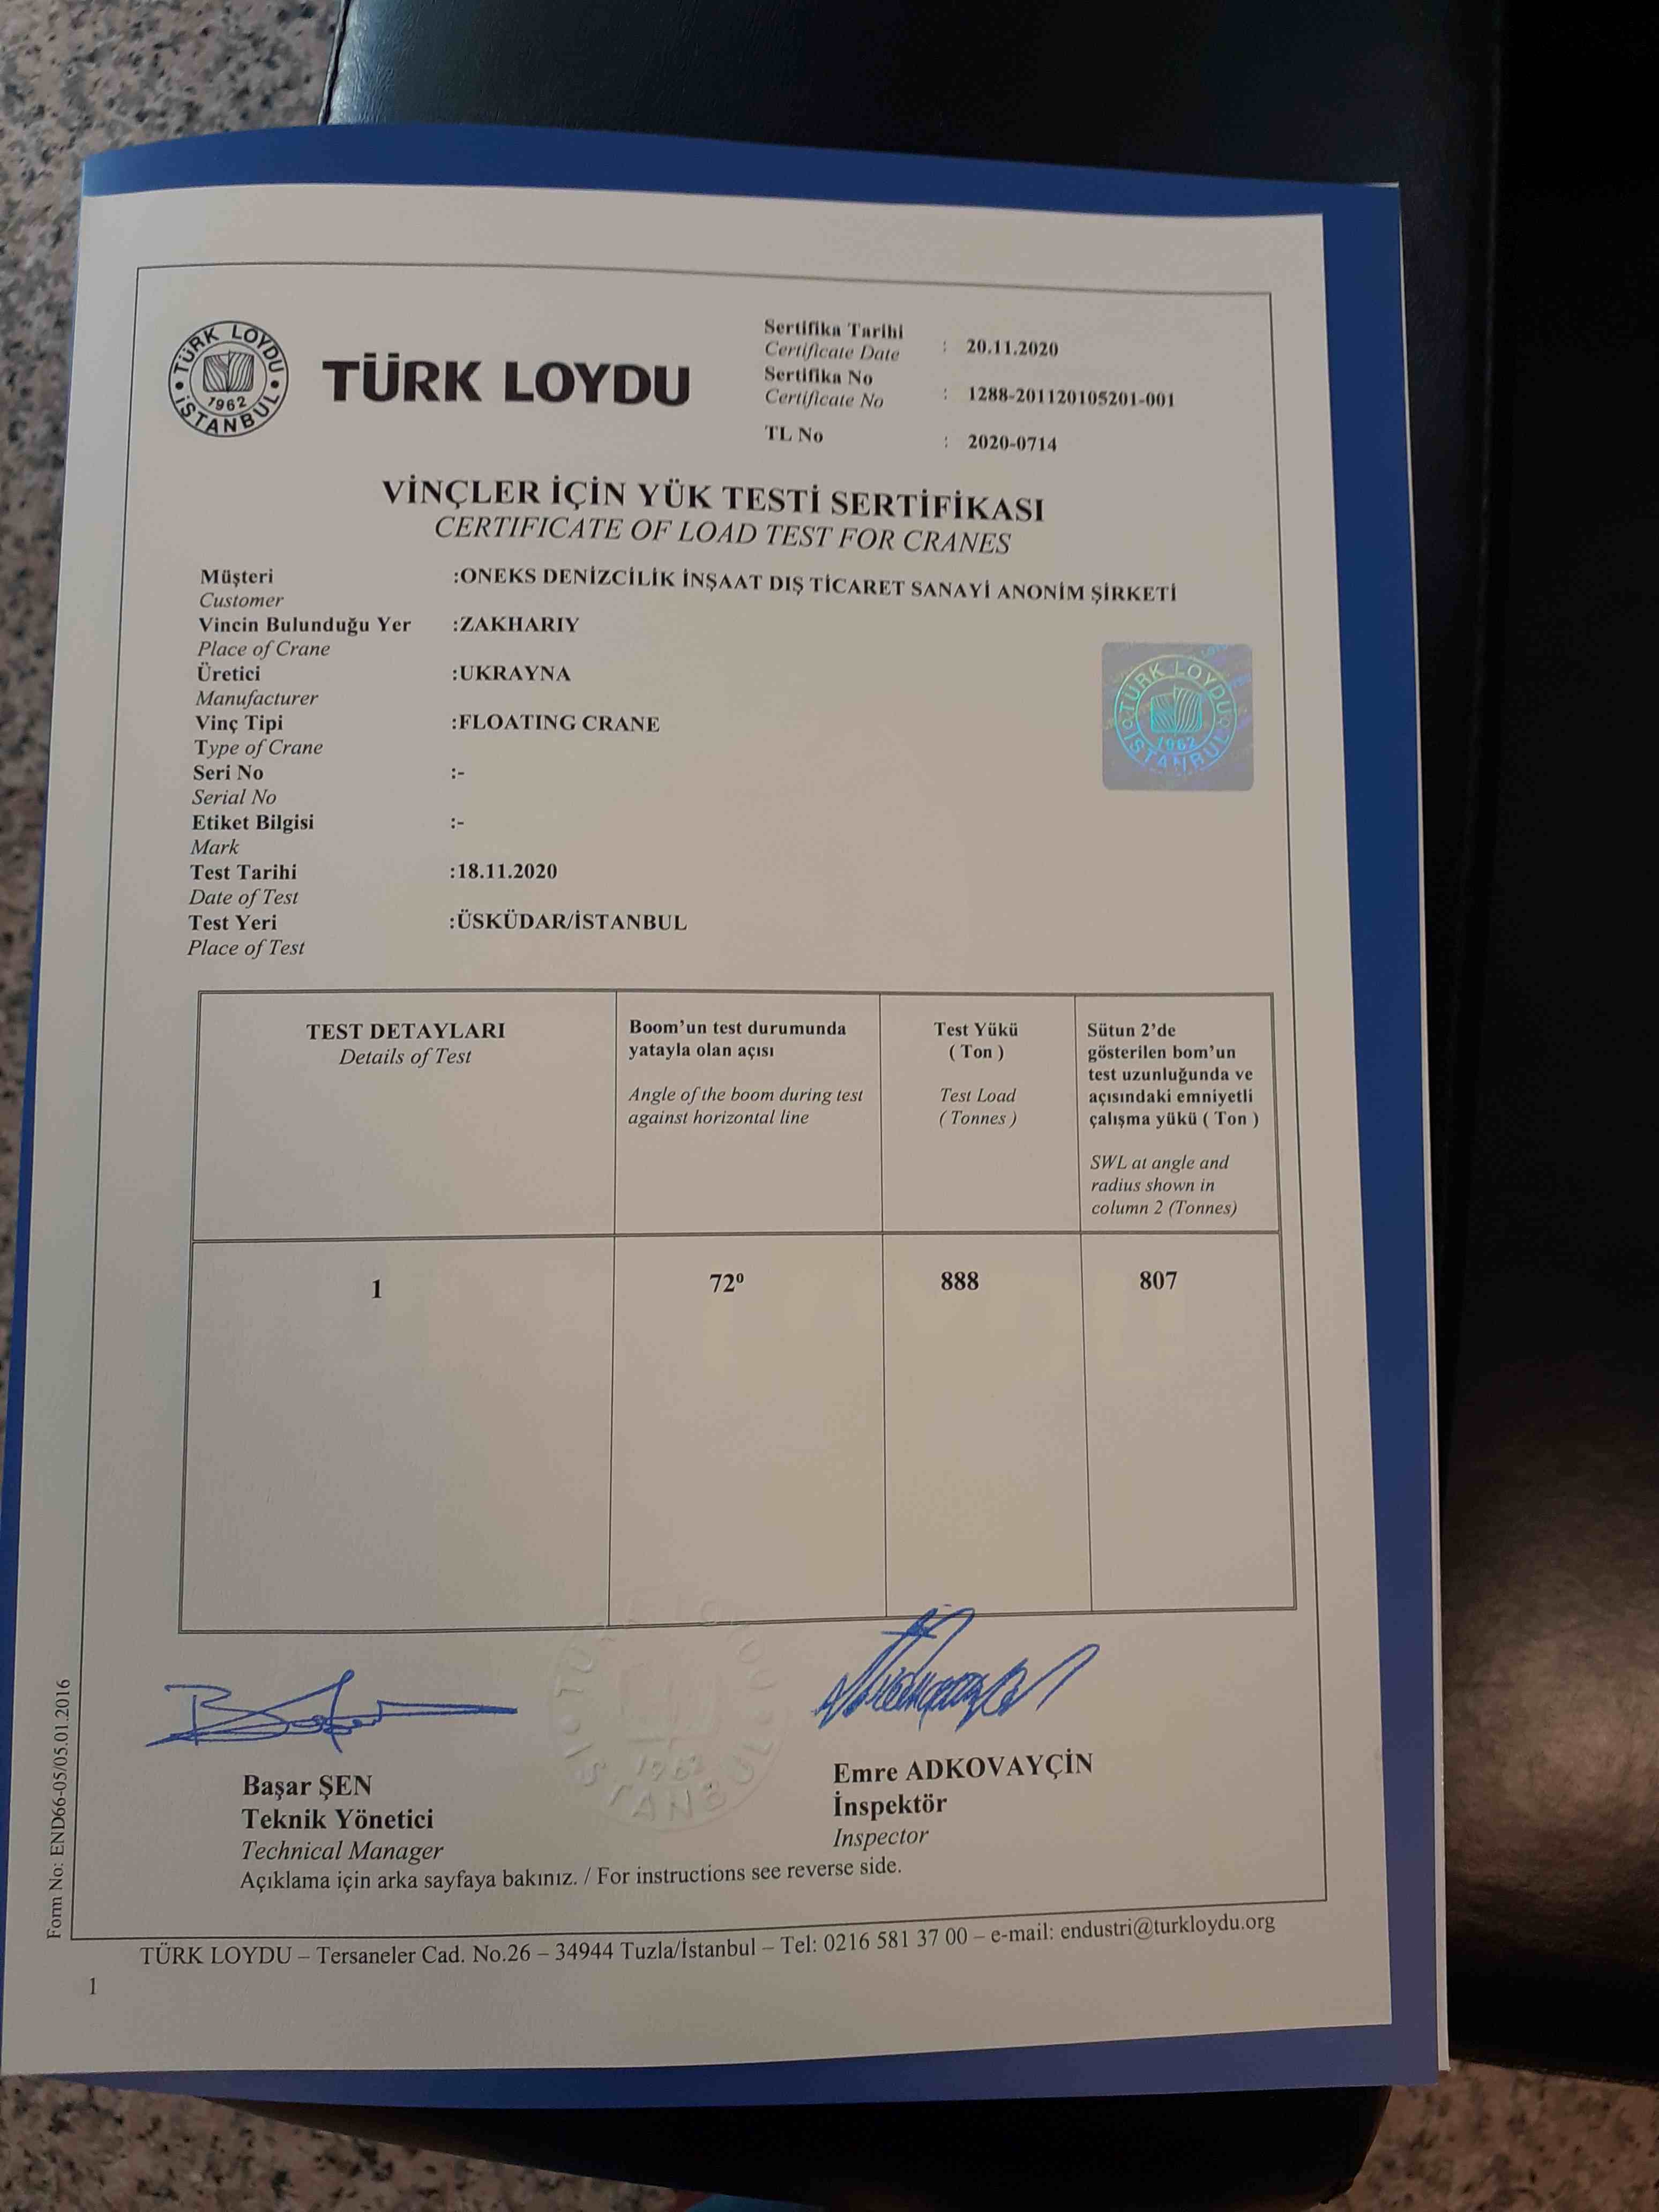 TÜRK LOYDU
1962
İSTANBUL
TÜRK LOYDU
Sertifika Tarihi
Certificate Date
: 20.11.2020
Sertifika No
Certificate No
: 1288-201120105201-001
TL No : 2020-0714
VİNÇLER İÇİN YÜK TESTİ SERTİFİKASI
CERTIFICATE OF LOAD TEST FOR CRANES
Müşteri :ONEKS DENİZCİLİK İNŞAAT DIŞ TİCARET SANAYİ ANONİM ŞİRKETİ
Customer
Vincin Bulunduğu Yer :ZAKHARIY
Place of Crane
Üretici :UKRAYNA
Manufacturer
Vinç Tipi :FLOATING CRANE
Type of Crane
Seri No :-
Serial No
Etiket Bilgisi :-
Mark
Test Tarihi :18.11.2020
Date of Test
Test Yeri :ÜSKÜDAR/İSTANBUL
Place of Test
TÜRK LOYDU
1962
İSTANBUL
TEST DETAYLARI
Details of Test
Boom'un test durumunda
yatayla olan açısı
Angle of the boom during test
against horizontal line
Test Yükü
( Ton )
Test Load
( Tonnes )
Sütun 2'de
gösterilen bom'un
test uzunluğunda ve
açısındaki emniyetli
çalışma yükü ( Ton )
SWL at angle and
radius shown in
column 2 (Tonnes)
1 72º 888 807
Başar ŞEN
Teknik Yönetici
Technical Manager
1962
İSTANBUL
Emre ADKOVAYÇİN
İnspektör
Inspector
Açıklama için arka sayfaya bakınız. / For instructions see reverse side.
Form No: END66-05/05.01.2016
TÜRK LOYDU – Tersaneler Cad. No.26 – 34944 Tuzla/İstanbul – Tel: 0216 581 37 00 – e-mail: endustri@turkloydu.org
1